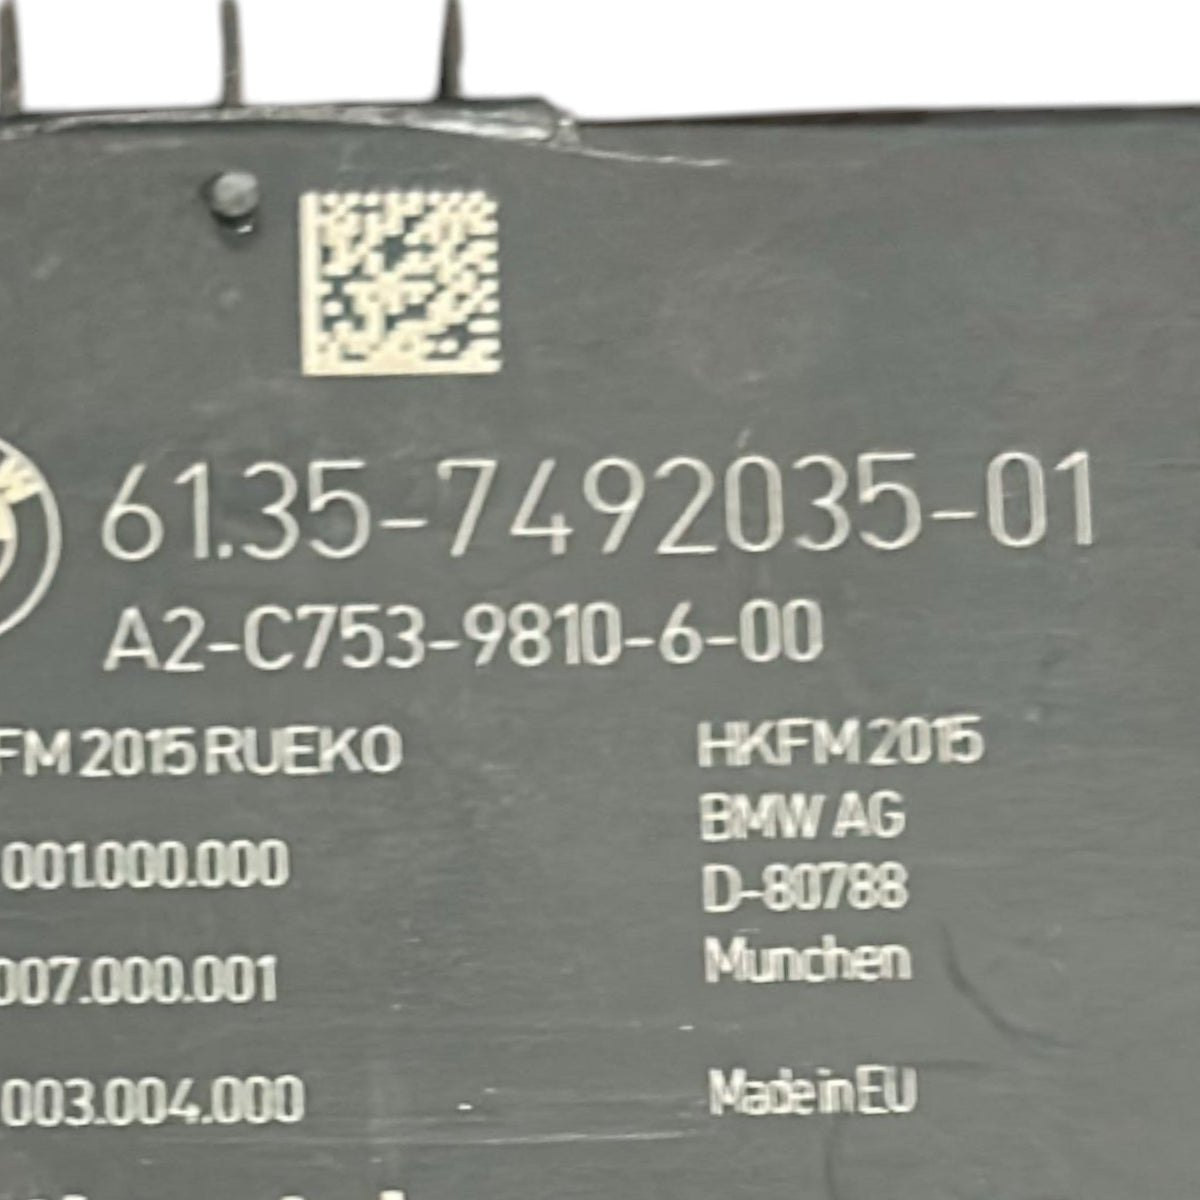 61.35-7492035-01
A2-C753-9810-6-00
FM 2015 RUEKO
HKFM 2015
BMW AG
001.000.000
D-80788
007.000.001
München
003.004.000
Made in EU